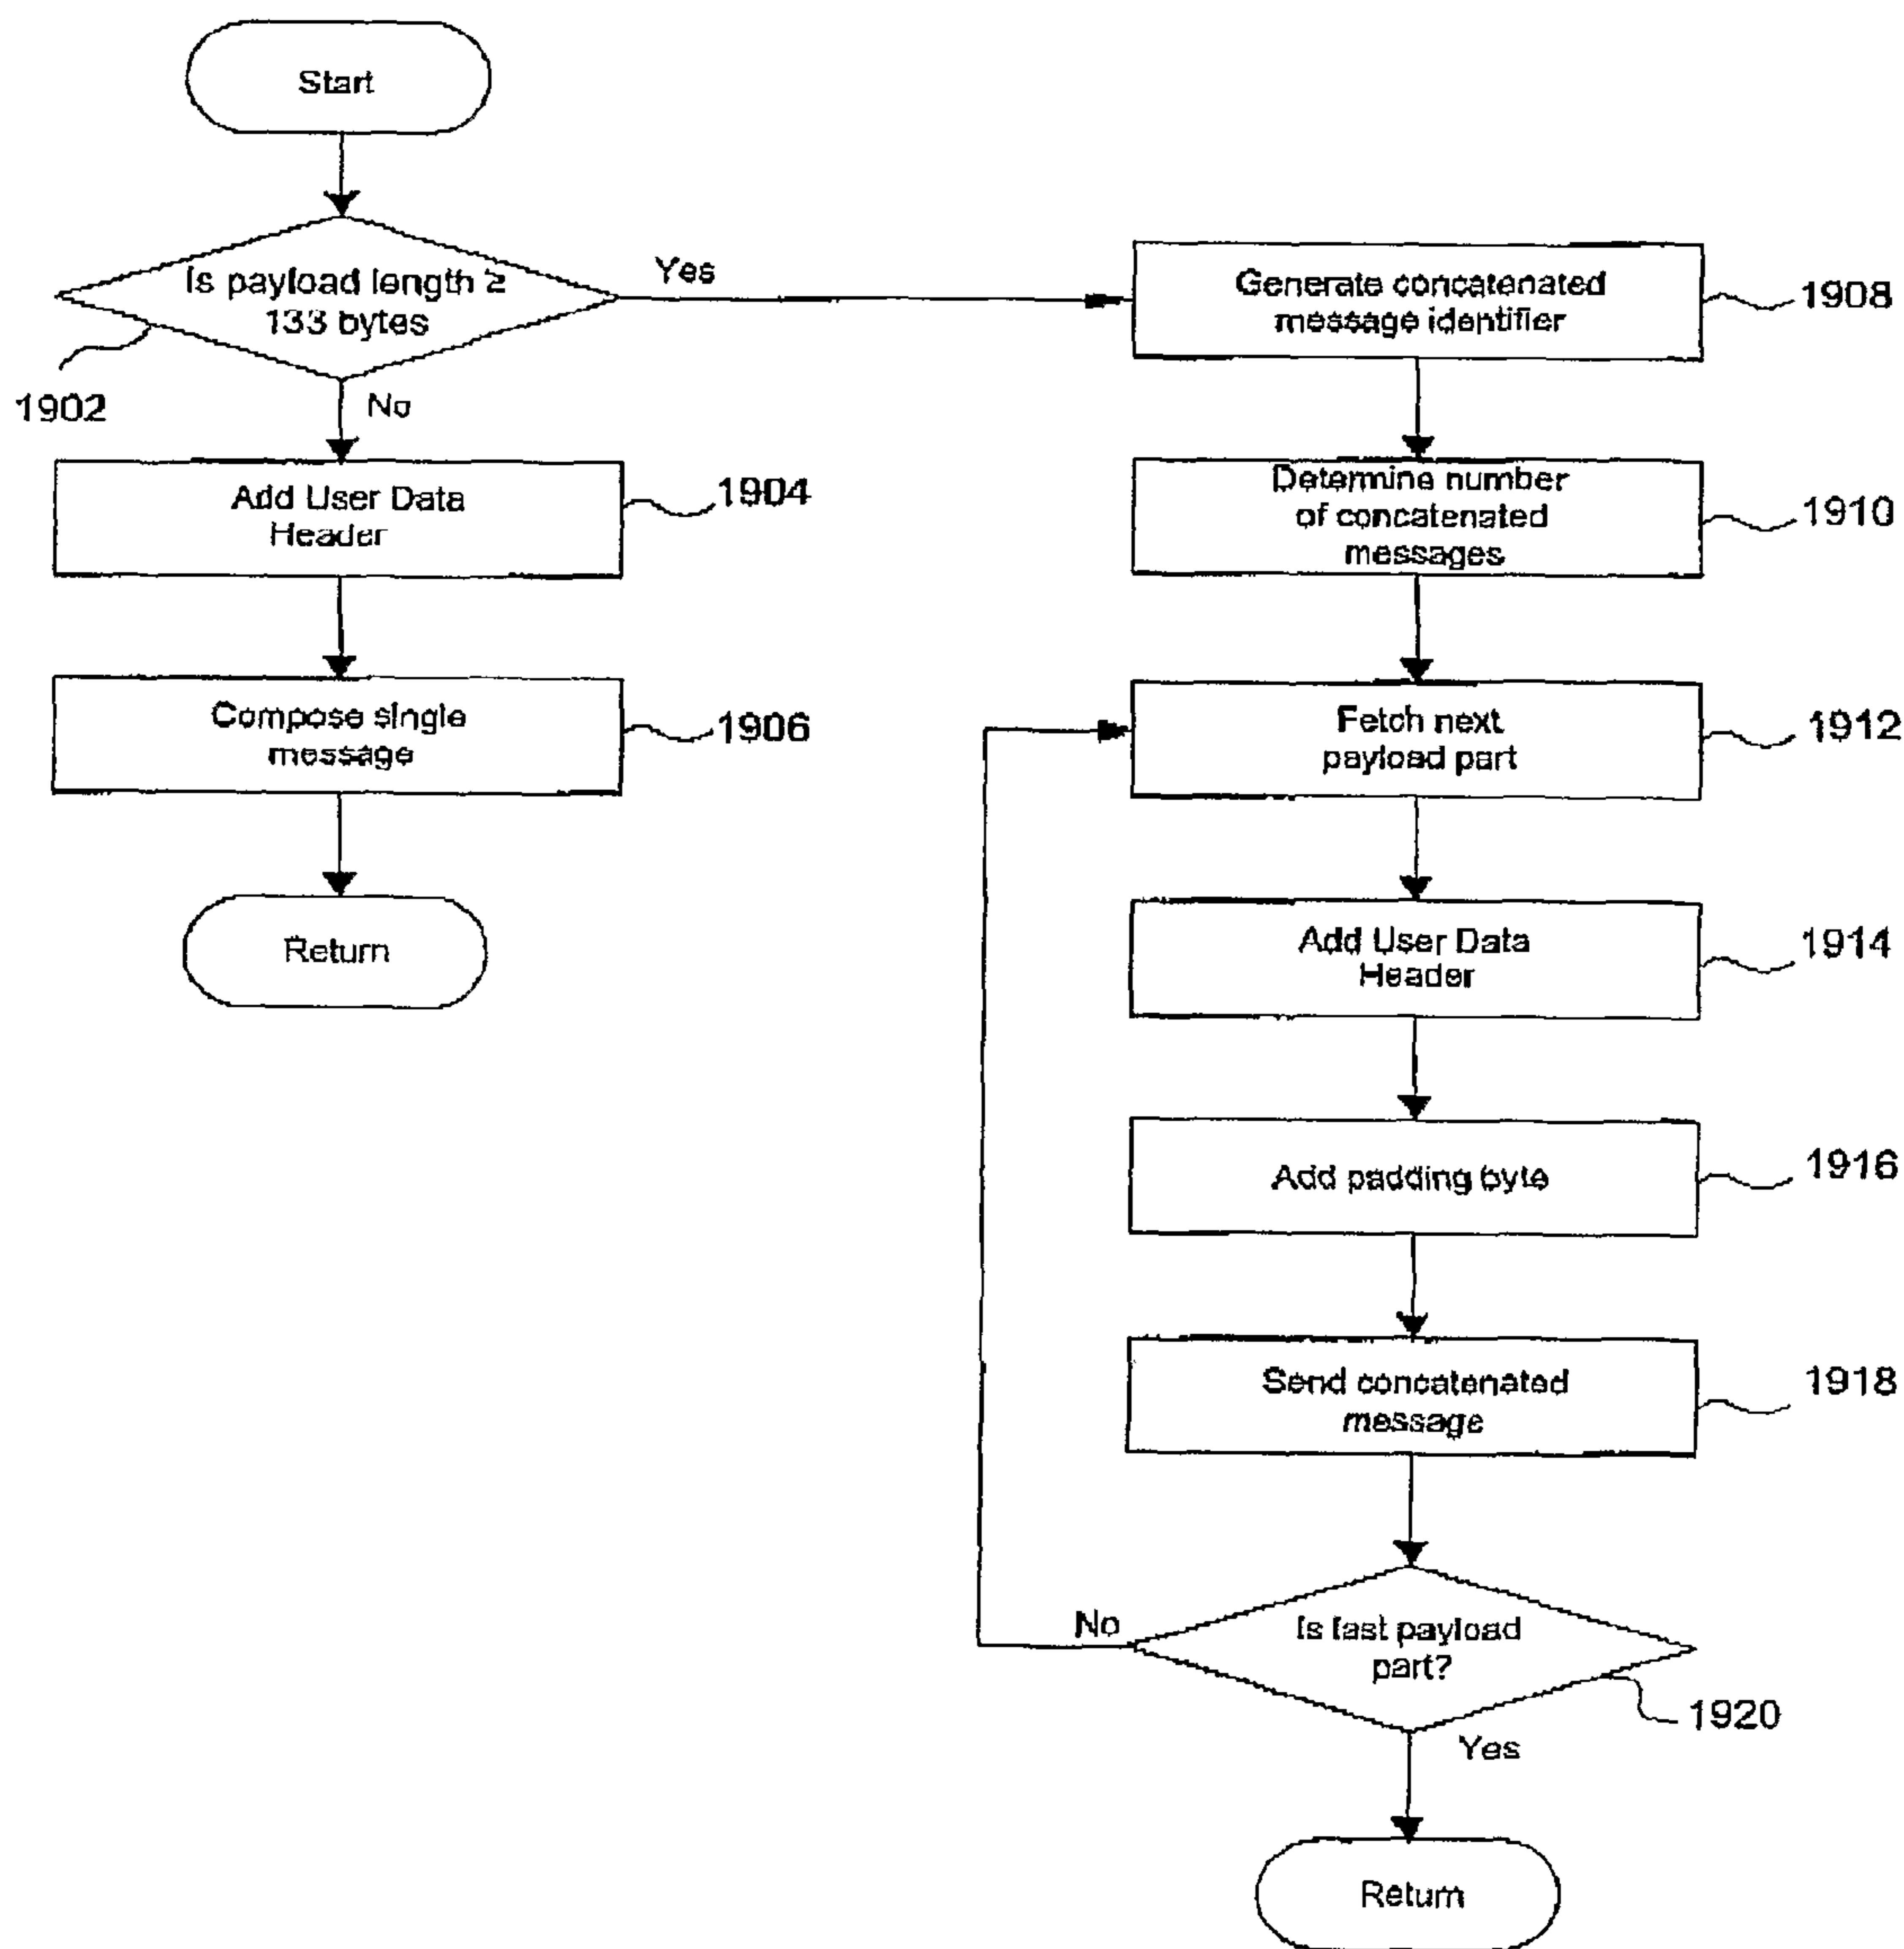 Start
Is payload length ≥
133 bytes
Yes
No
1902
Add User Data
Header
1904
Compose single
message
1906
Return
Generate concatenated
message identifier
1908
Determine number
of concatenated
messages
1910
Fetch next
payload part
1912
Add User Data
Header
1914
Add padding byte
1916
Send concatenated
message
1918
Is last payload
part?
No
1920
Yes
Return